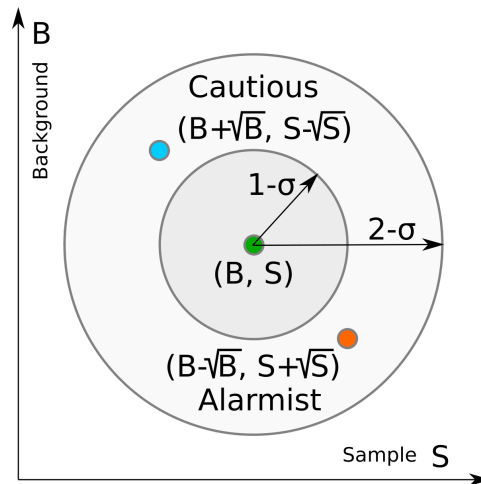 B
Background
Cautious
(B+√B, S-√S)
1-σ
2-σ
(B, S)
(B-√B, S+√S)
Alarmist
Sample S